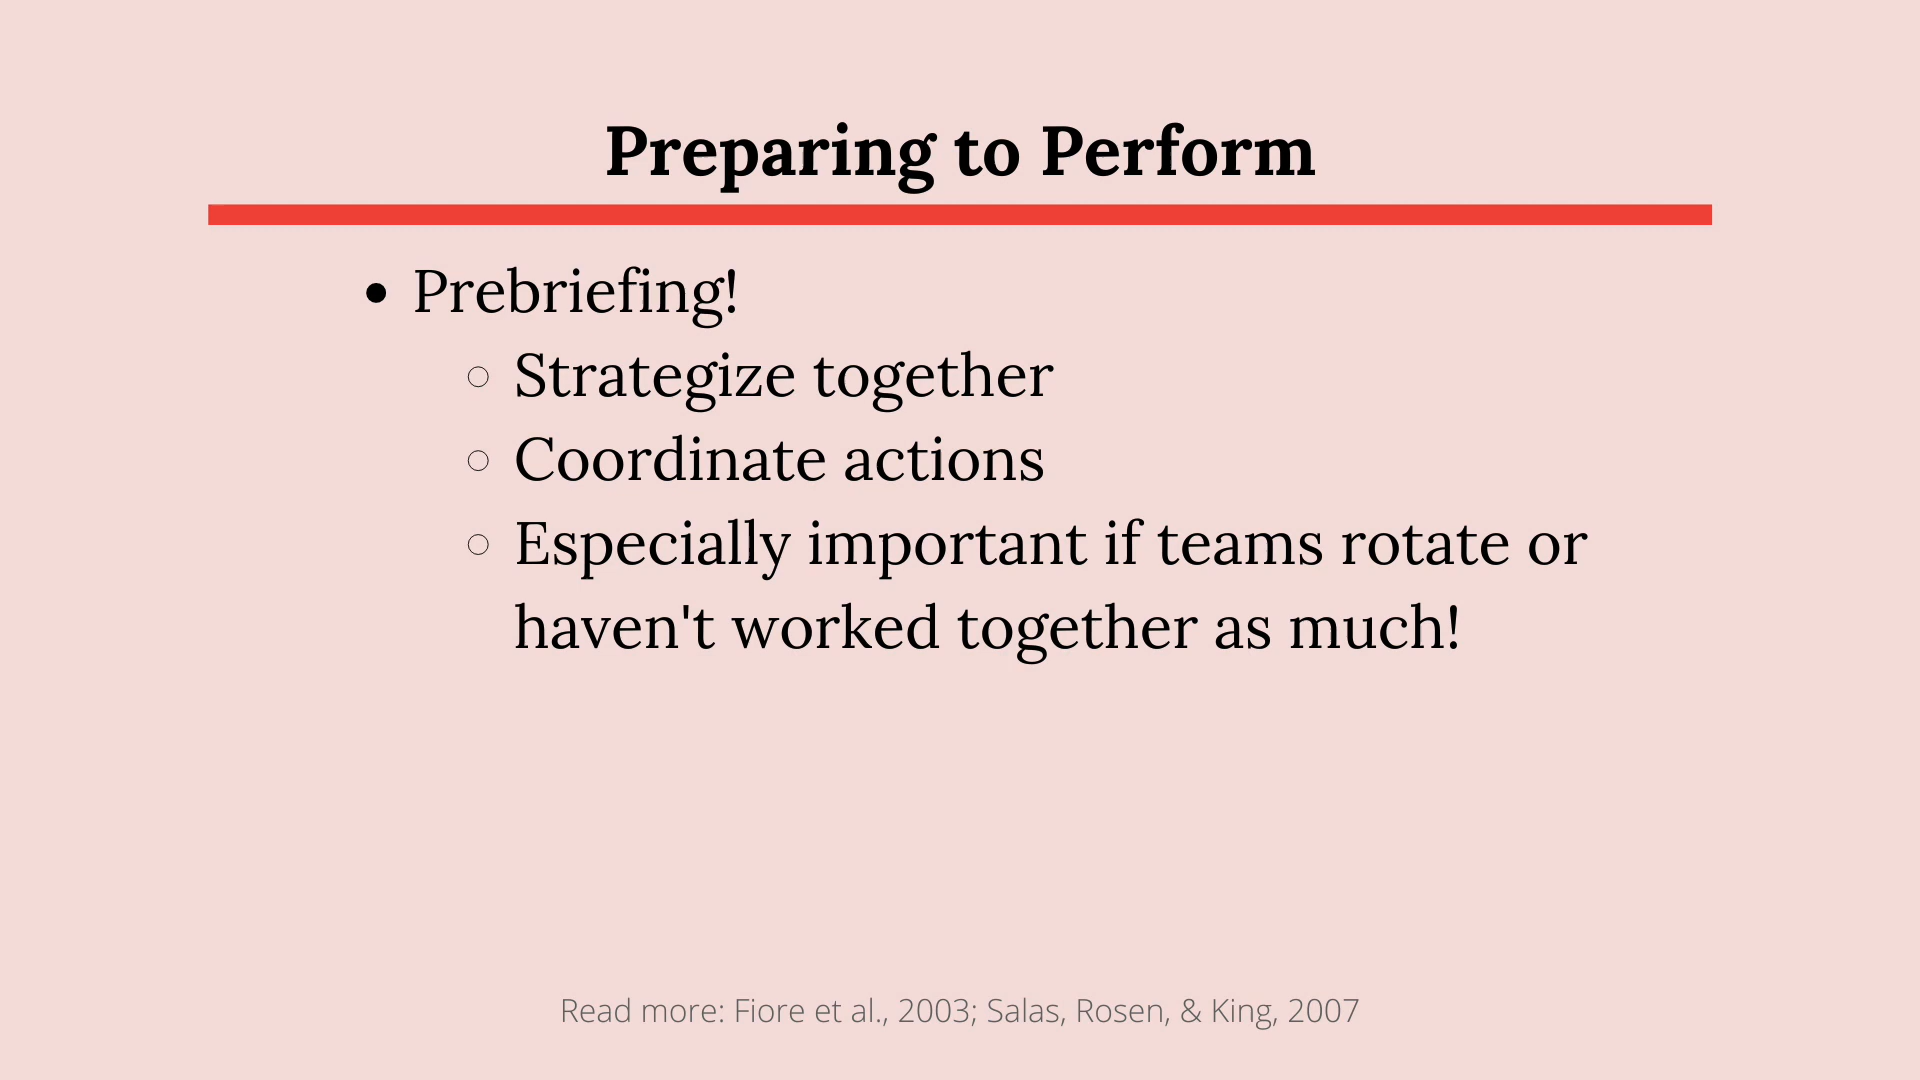 Preparing to Perform
• Prebriefing!
○ Strategize together
○ Coordinate actions
○ Especially important if teams rotate or
haven't worked together as much!
Read more: Fiore et al., 2003; Salas, Rosen, & King, 2007